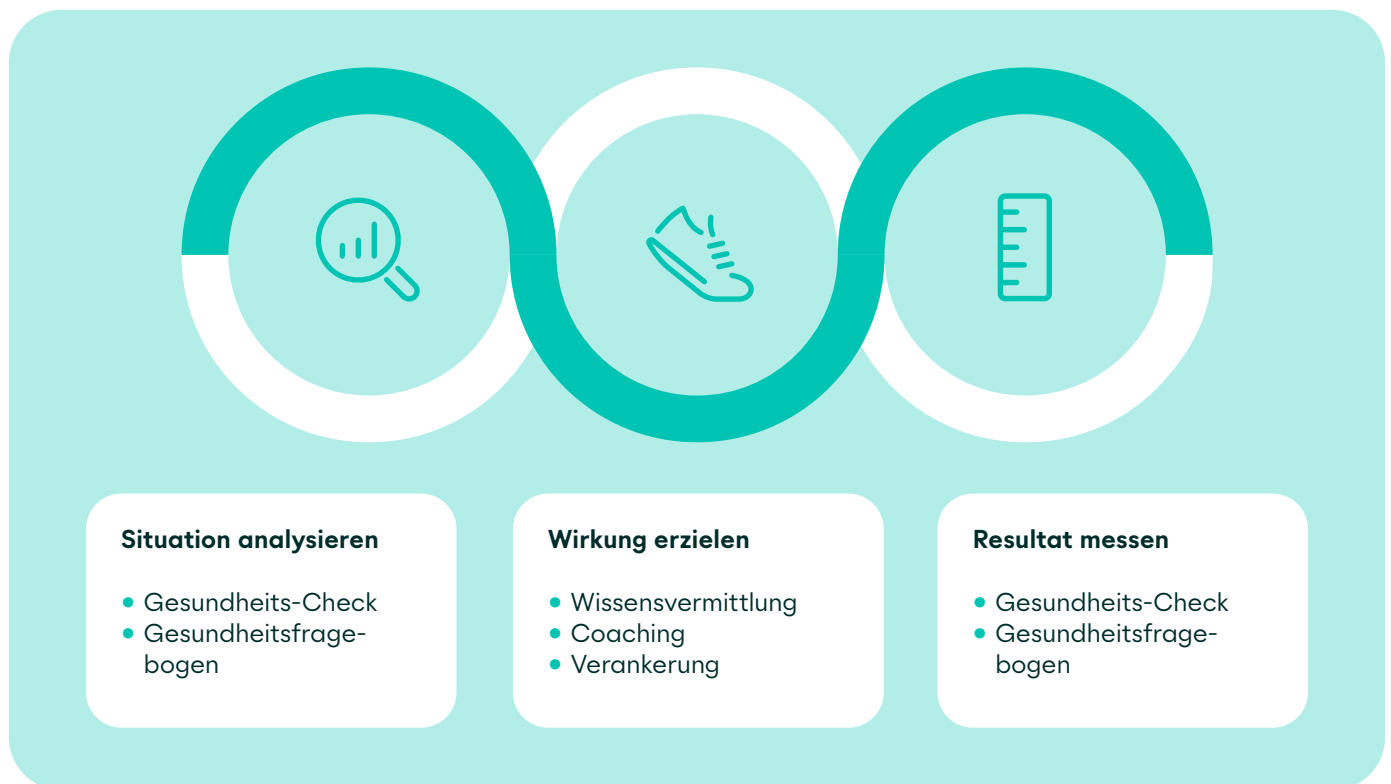 Situation analysieren
Gesundheits-Check
Gesundheitsfrage-
bogen
Wirkung erzielen
Wissensvermittlung
Coaching
Verankerung
Resultat messen
Gesundheits-Check
Gesundheitsfrage-
bogen